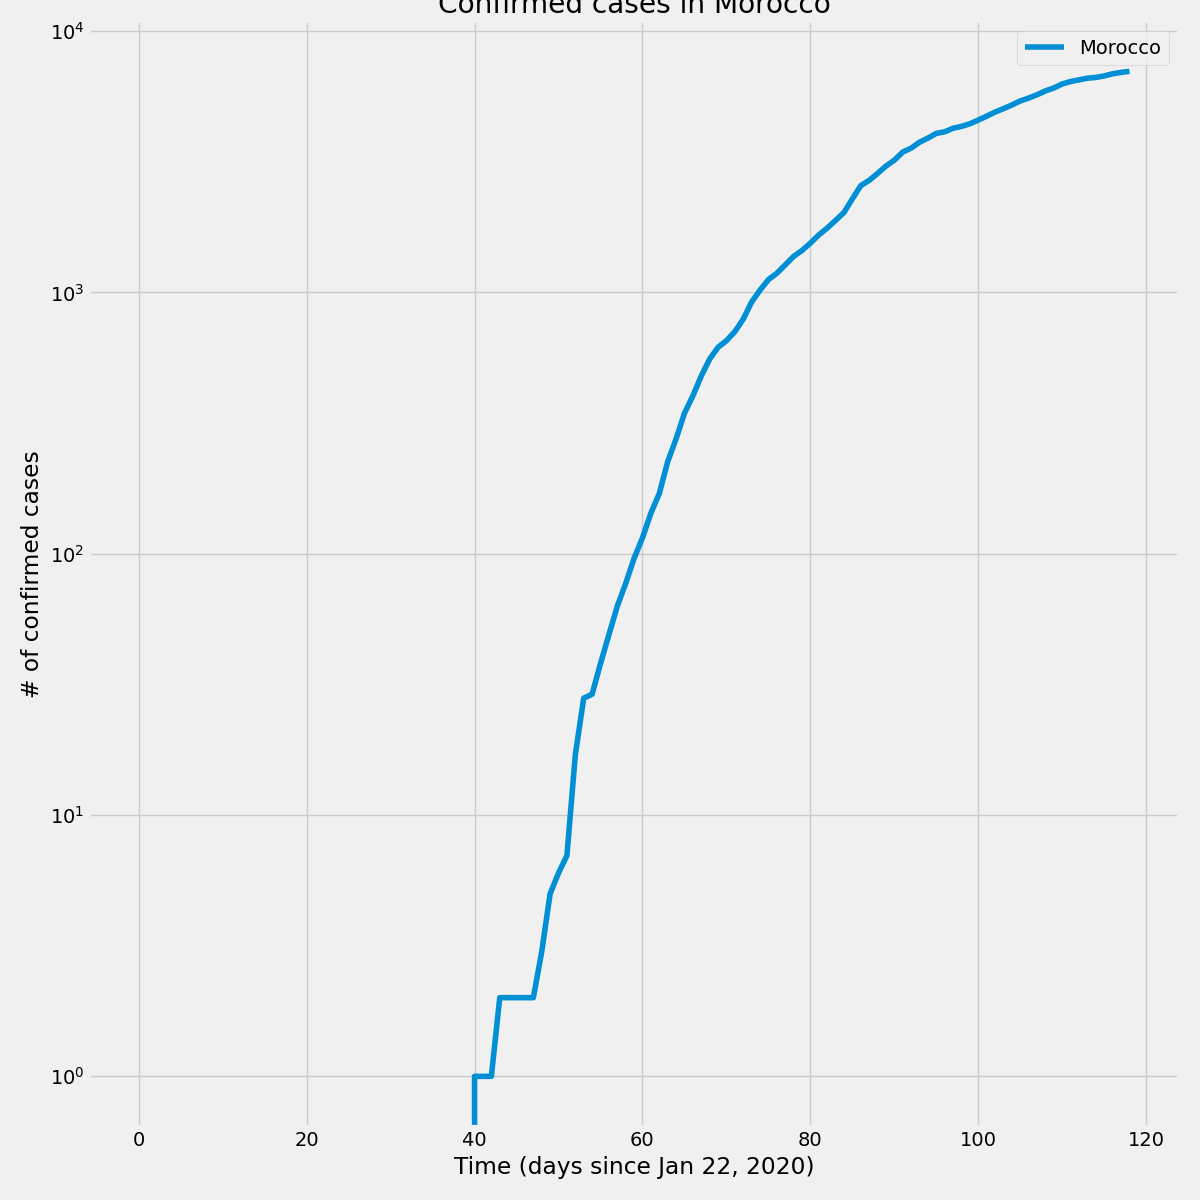 Confirmed cases in Morocco
Morocco
# of confirmed cases
10⁴
10³
10²
10¹
10⁰
0 20 40 60 80 100 120
Time (days since Jan 22, 2020)